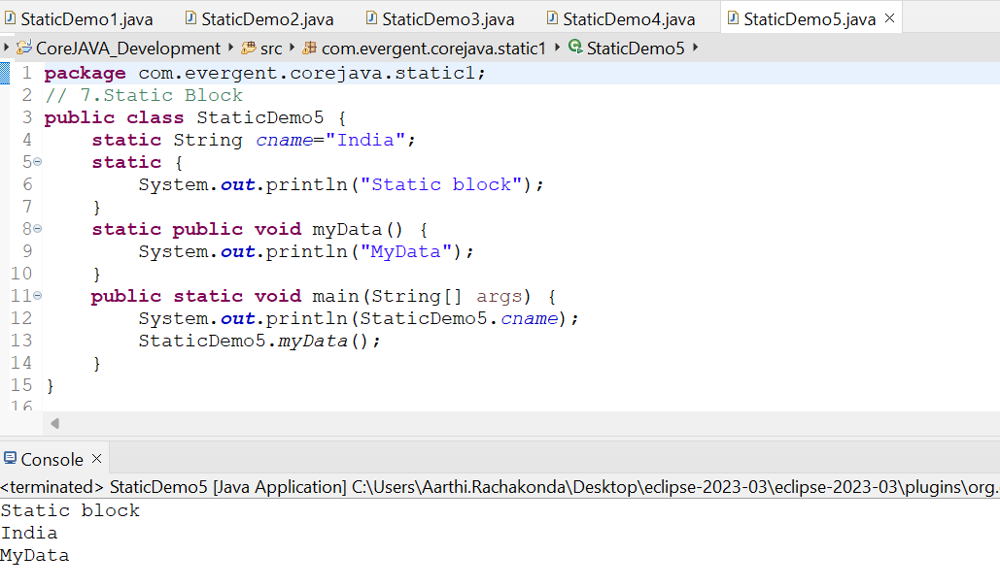 StaticDemo1.java StaticDemo2.java StaticDemo3.java StaticDemo4.java StaticDemo5.java
CoreJAVA_Development src com.evergent.corejava.static1 StaticDemo5
1 package com.evergent.corejava.static1;
2 // 7.Static Block
3 public class StaticDemo5 {
4     static String cname="India";
5     static {
6         System.out.println("Static block");
7     }
8     static public void myData() {
9         System.out.println("MyData");
10     }
11     public static void main(String[] args) {
12         System.out.println(StaticDemo5.cname);
13         StaticDemo5.myData();
14     }
15 }
16
Console
<terminated> StaticDemo5 [Java Application] C:\Users\Aarthi.Rachakonda\Desktop\eclipse-2023-03\eclipse-2023-03\plugins\org.
Static block
India
MyData